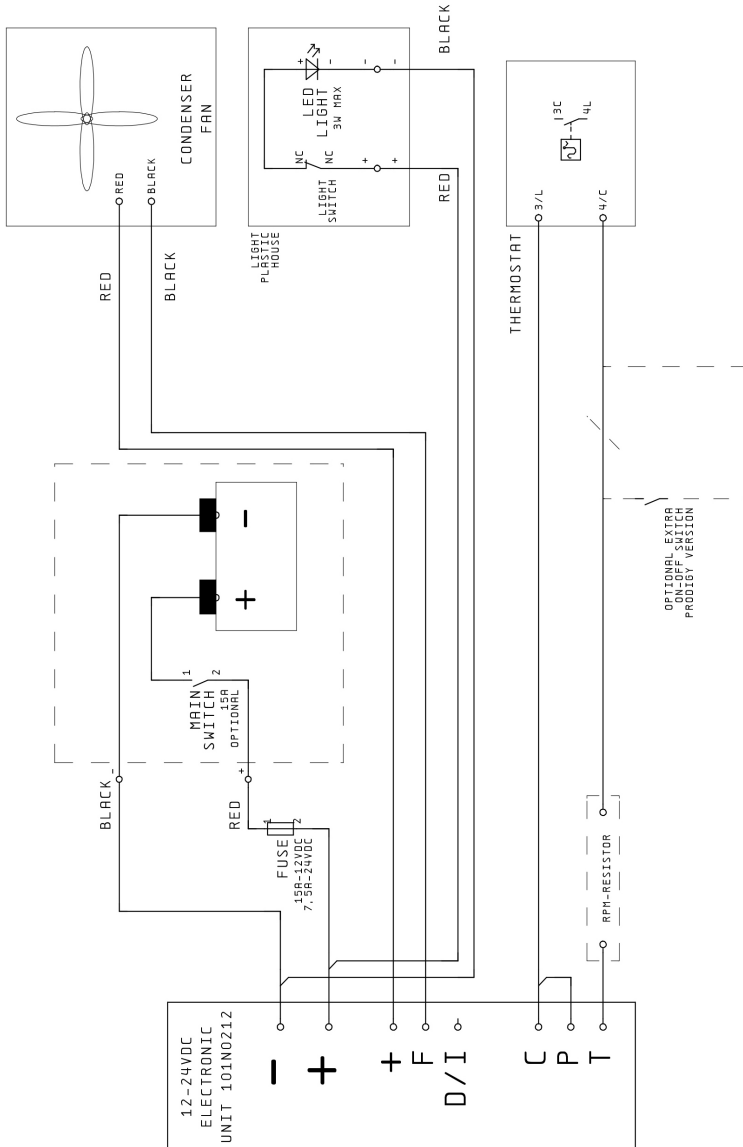 CONDENSER
FAN
RED
BLACK
RED
BLACK
BLACK
LED
LIGHT
3W MAX
+
-
-
-
NC
NC
LIGHT
SWITCH
+
+
RED
LIGHT
PLASTIC
HOUSE
3C
4L
3/L
4/C
THERMOSTAT
-
+
1
2
MAIN
SWITCH
15A
OPTIONAL
BLACK
-
RED
+
1
2
FUSE
15A-12VDC
7,5A-24VDC
OPTIONAL EXTRA
ON-OFF SWITCH
PRODIGY VERSION
RPM-RESISTOR
12-24VDC
ELECTRONIC
UNIT 101N0212
-
+
+
F
D/I
C
P
T